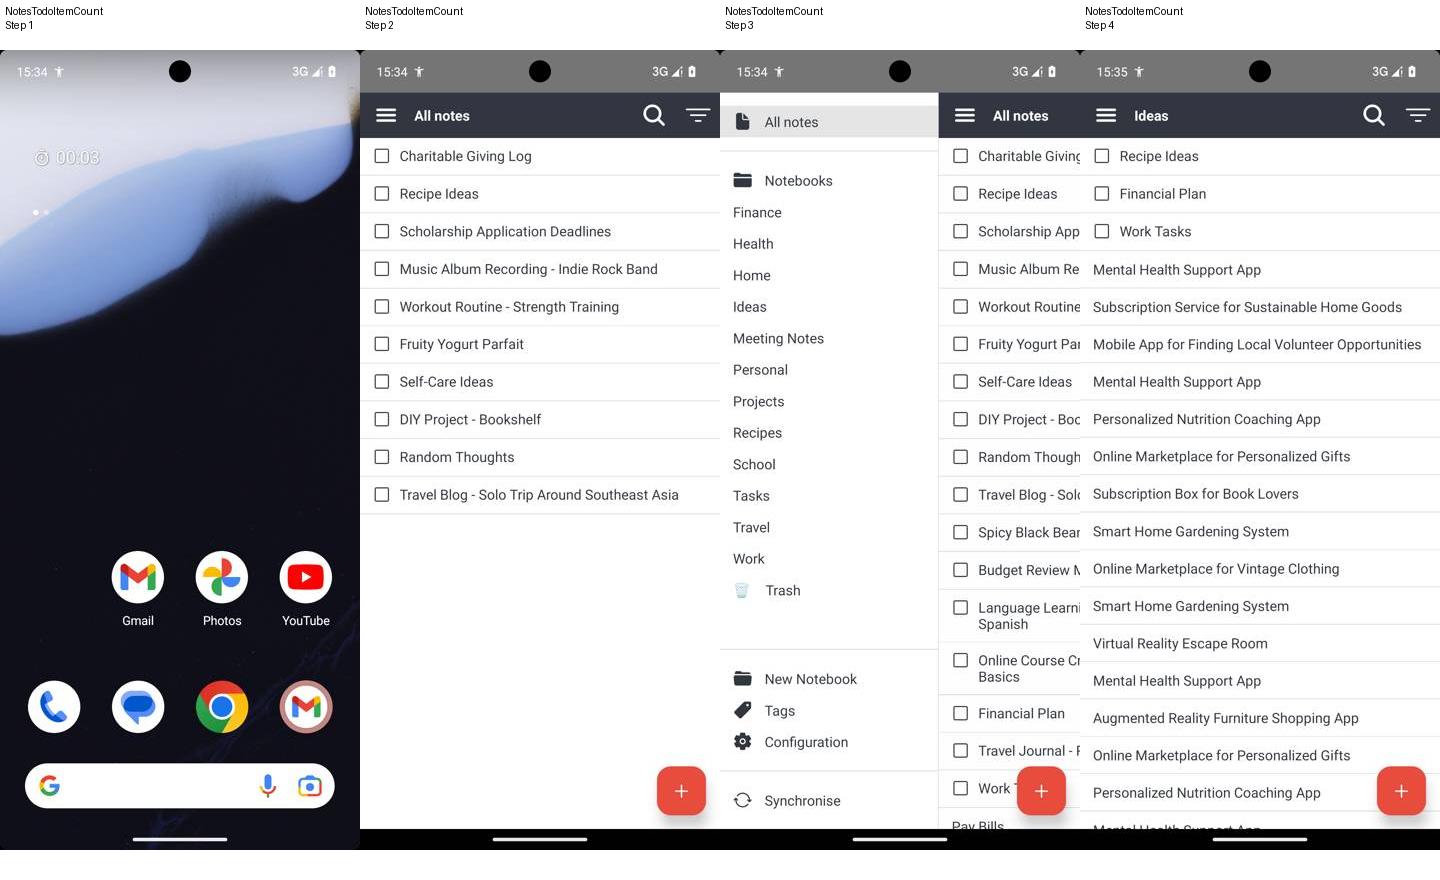 NotesTodoItemCount
Step 1
15:34
3G
00:03
Gmail
Photos
YouTube
NotesTodoItemCount
Step 2
15:34
3G
All notes
Charitable Giving Log
Recipe Ideas
Scholarship Application Deadlines
Music Album Recording - Indie Rock Band
Workout Routine - Strength Training
Fruity Yogurt Parfait
Self-Care Ideas
DIY Project - Bookshelf
Random Thoughts
Travel Blog - Solo Trip Around Southeast Asia
NotesTodoItemCount
Step 3
15:34
3G
All notes
Notebooks
Finance
Health
Home
Ideas
Meeting Notes
Personal
Projects
Recipes
School
Tasks
Travel
Work
Trash
New Notebook
Tags
Configuration
Synchronise
All notes
Charitable Giving
Recipe Ideas
Scholarship App
Music Album Re
Workout Routine
Fruity Yogurt Par
Self-Care Ideas
DIY Project - Boo
Random Though
Travel Blog - Solo
Spicy Black Bean
Budget Review M
Language Learni
Spanish
Online Course Cr
Basics
Financial Plan
Travel Journal - F
Work T
Pay Bills
NotesTodoItemCount
Step 4
15:35
3G
Ideas
Recipe Ideas
Financial Plan
Work Tasks
Mental Health Support App
Subscription Service for Sustainable Home Goods
Mobile App for Finding Local Volunteer Opportunities
Mental Health Support App
Personalized Nutrition Coaching App
Online Marketplace for Personalized Gifts
Subscription Box for Book Lovers
Smart Home Gardening System
Online Marketplace for Vintage Clothing
Smart Home Gardening System
Virtual Reality Escape Room
Mental Health Support App
Augmented Reality Furniture Shopping App
Online Marketplace for Personalized Gifts
Personalized Nutrition Coaching App
Mental Health Support App